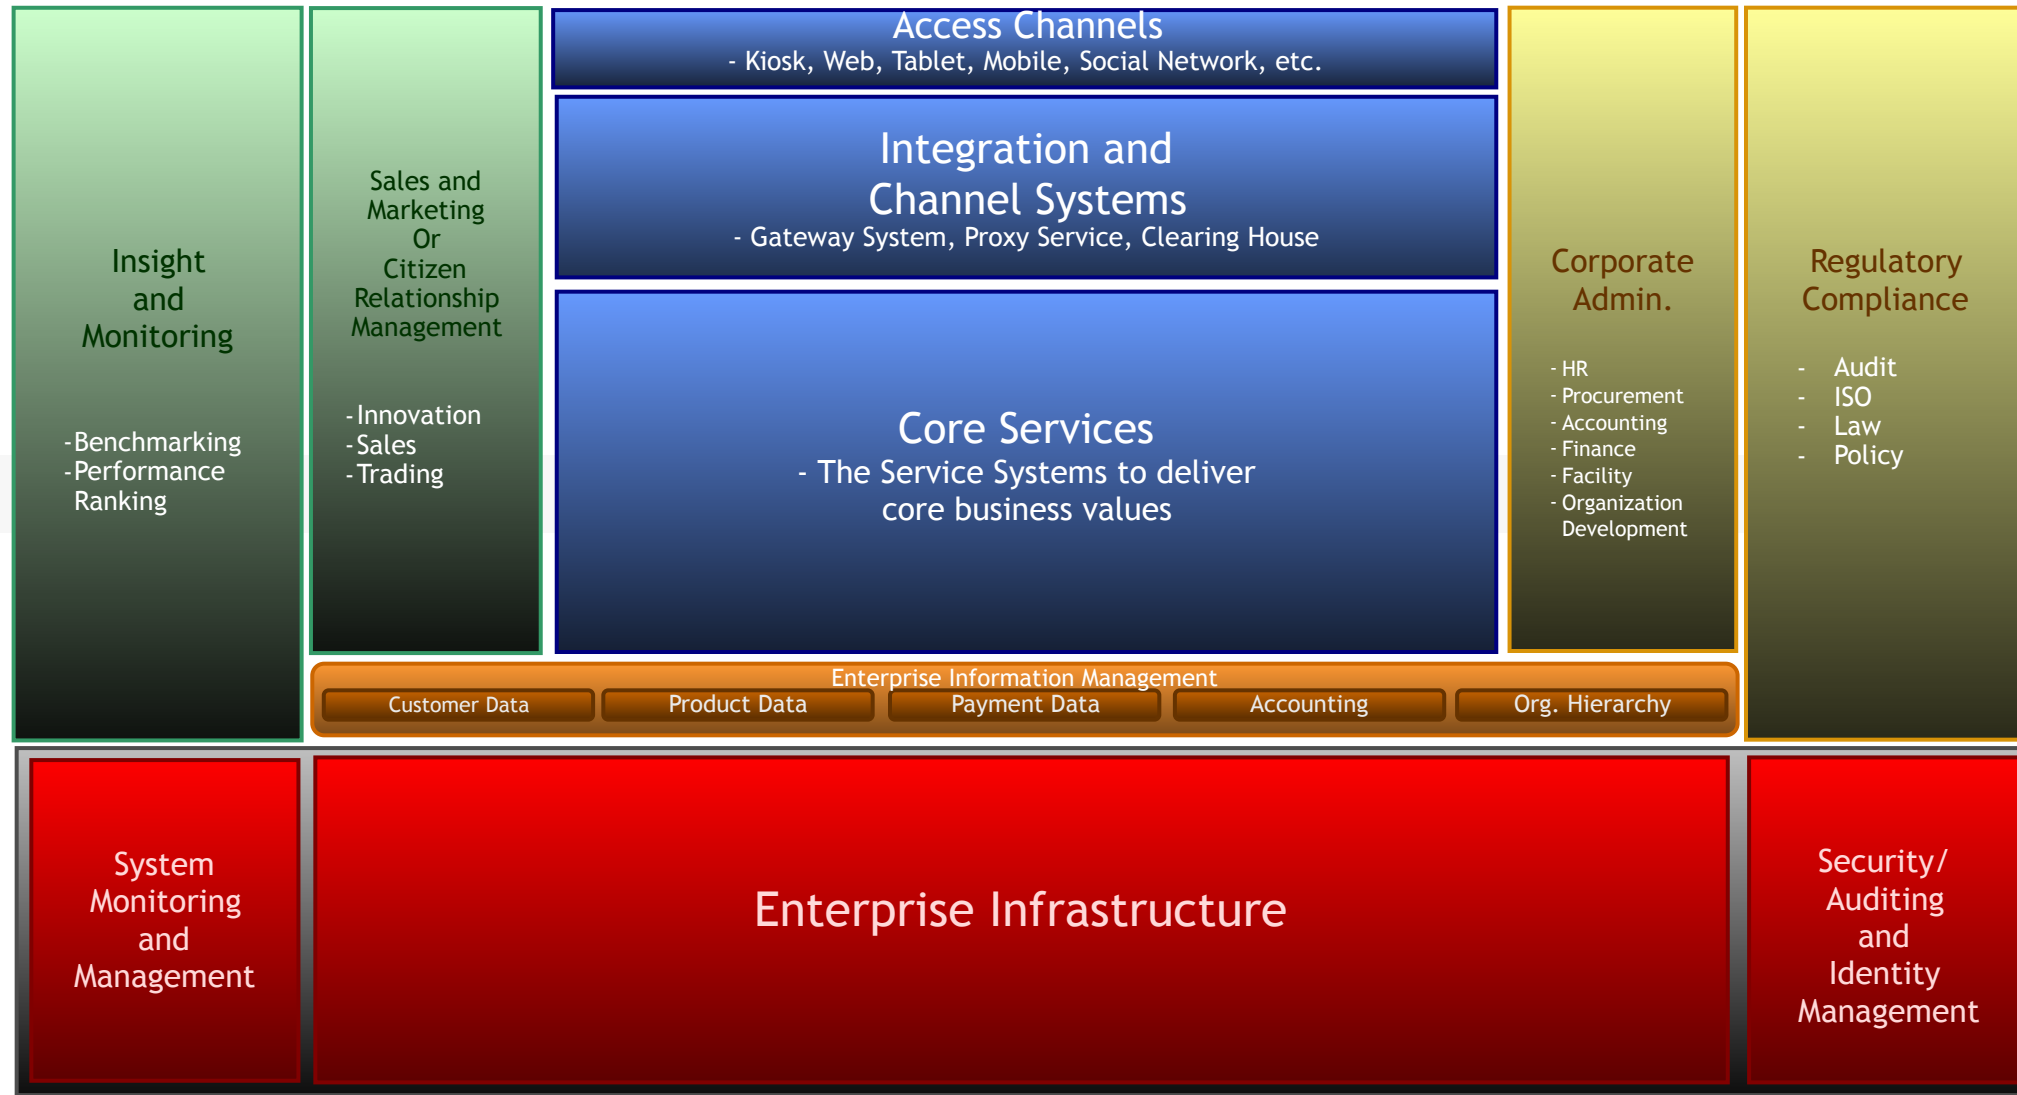 Insight
and
Monitoring
-Benchmarking
-Performance
Ranking
Sales and
Marketing
Or
Citizen
Relationship
Management
-Innovation
-Sales
-Trading
Access Channels
- Kiosk, Web, Tablet, Mobile, Social Network, etc.
Integration and
Channel Systems
- Gateway System, Proxy Service, Clearing House
Core Services
- The Service Systems to deliver
core business values
Corporate
Admin.
- HR
- Procurement
- Accounting
- Finance
- Facility
- Organization
Development
Regulatory
Compliance
- Audit
- ISO
- Law
- Policy
Enterprise Information Management
Customer Data
Product Data
Payment Data
Accounting
Org. Hierarchy
System
Monitoring
and
Management
Enterprise Infrastructure
Security/
Auditing
and
Identity
Management